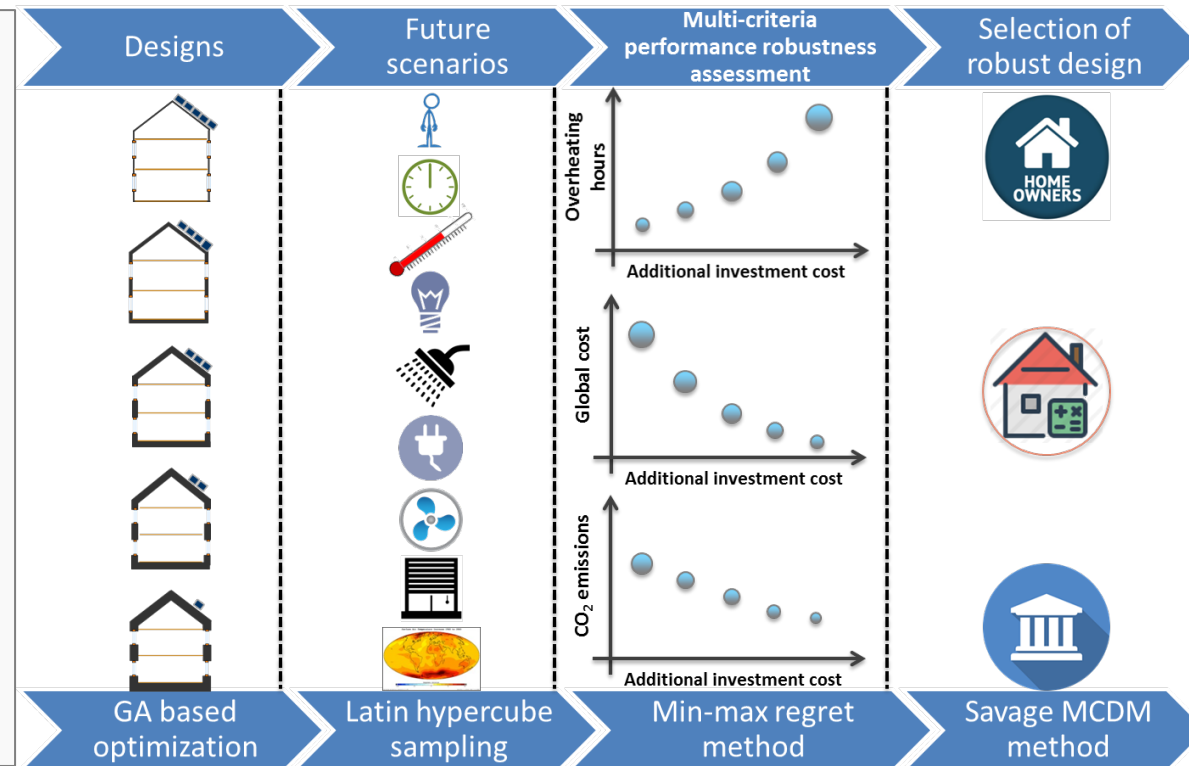 Designs
Future
scenarios
Multi-criteria
performance robustness
assessment
Selection of
robust design
Overheating
hours
Additional investment cost
HOME
OWNERS
Global cost
Additional investment cost
CO₂ emissions
Additional investment cost
GA based
optimization
Latin hypercube
sampling
Min-max regret
method
Savage MCDM
method